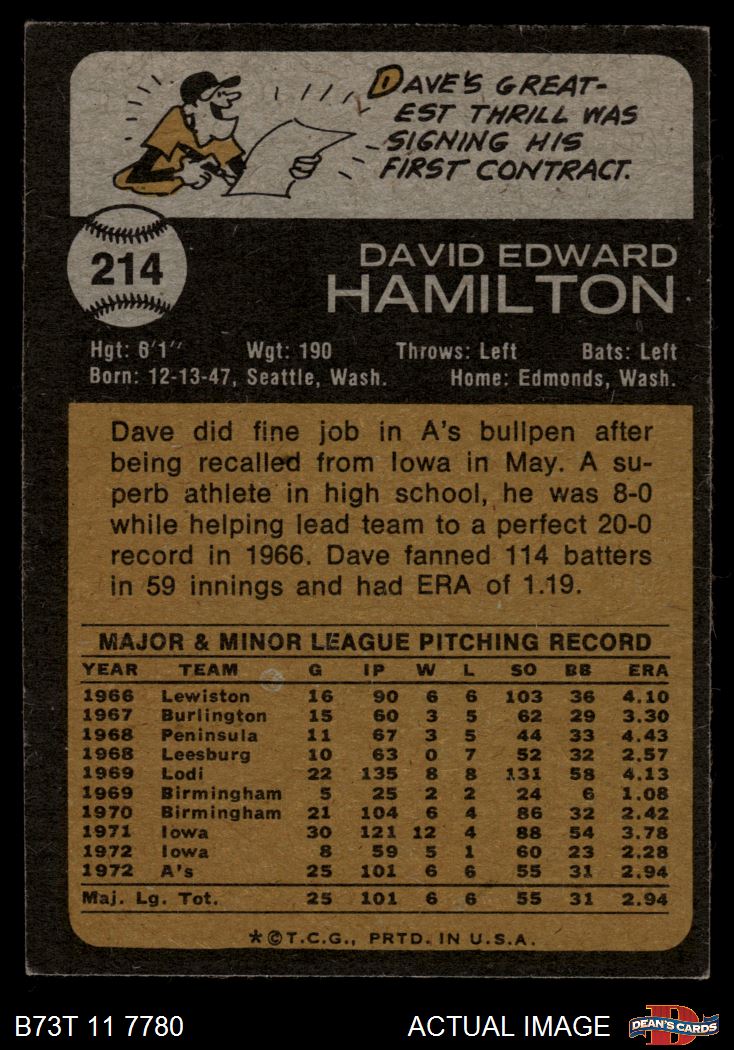 DAVE'S GREAT-
EST THRILL WAS
SIGNING HIS
FIRST CONTRACT.
214
DAVID EDWARD
HAMILTON
Hgt: 6'1" Wgt: 190 Throws: Left Bats: Left
Born: 12-13-47, Seattle, Wash. Home: Edmonds, Wash.
Dave did fine job in A's bullpen after
being recalled from Iowa in May. A su-
perb athlete in high school, he was 8-0
while helping lead team to a perfect 20-0
record in 1966. Dave fanned 114 batters
in 59 innings and had ERA of 1.19.
MAJOR & MINOR LEAGUE PITCHING RECORD
YEAR TEAM G IP W L SO BB ERA
1966 Lewiston 16 90 6 6 103 36 4.10
1967 Burlington 15 60 3 5 62 29 3.30
1968 Peninsula 11 67 3 5 44 33 4.43
1968 Leesburg 10 63 0 7 52 32 2.57
1969 Lodi 22 135 8 8 131 58 4.13
1969 Birmingham 5 25 2 2 24 6 1.08
1970 Birmingham 21 104 6 4 86 32 2.42
1971 Iowa 30 121 12 4 88 54 3.78
1972 Iowa 8 59 5 1 60 23 2.28
1972 A's 25 101 6 6 55 31 2.94
Maj. Lg. Tot. 25 101 6 6 55 31 2.94
*©T.C.G., PRTD. IN U.S.A.
B73T 11 7780 ACTUAL IMAGE DEAN'S CARDS